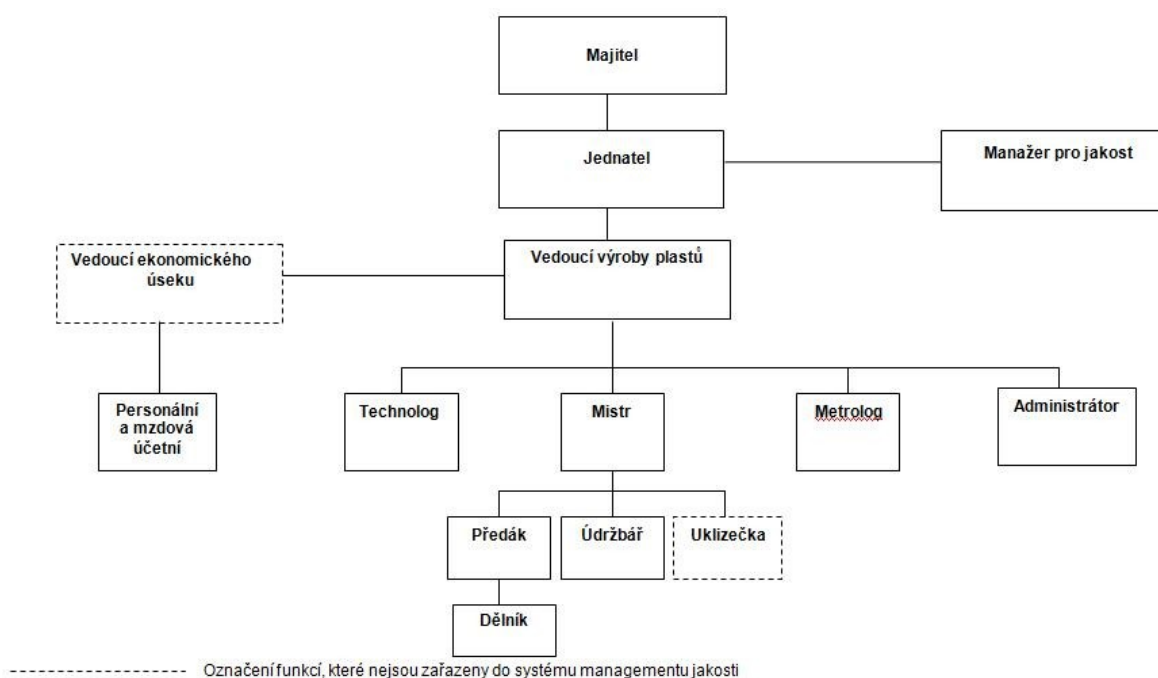 Majitel
Jednatel
Manažer pro jakost
Vedoucí ekonomického
úseku
Vedoucí výroby plastů
Personální
a mzdová
účetní
Technolog
Mistr
Metrolog
Administrátor
Předák
Údržbář
Uklizečka
Dělník
Označení funkcí, které nejsou zařazeny do systému managementu jakosti